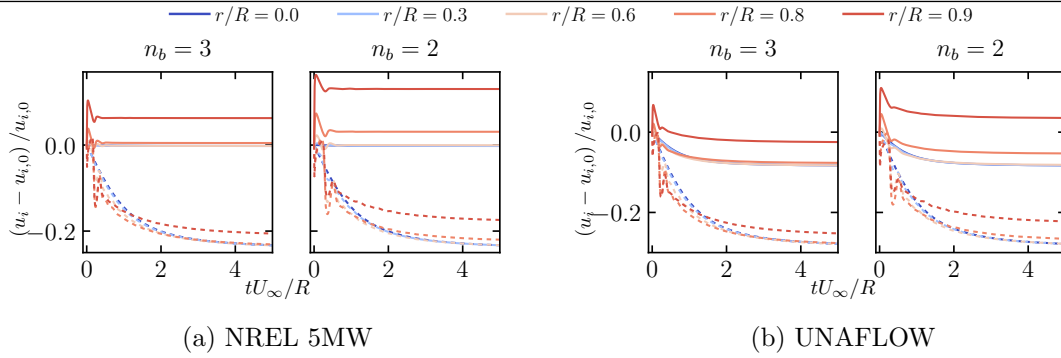 r/R = 0.0 r/R = 0.3 r/R = 0.6 r/R = 0.8 r/R = 0.9
n_b = 3 n_b = 2 n_b = 3 n_b = 2
(u_i − u_{i,0})/u_{i,0} 0.0 −0.2 (u_i − u_{i,0})/u_{i,0} 0.0 −0.2
0 2 4 0 2 4 0 2 4 0 2 4
tU_∞/R tU_∞/R
(a) NREL 5MW (b) UNAFLOW